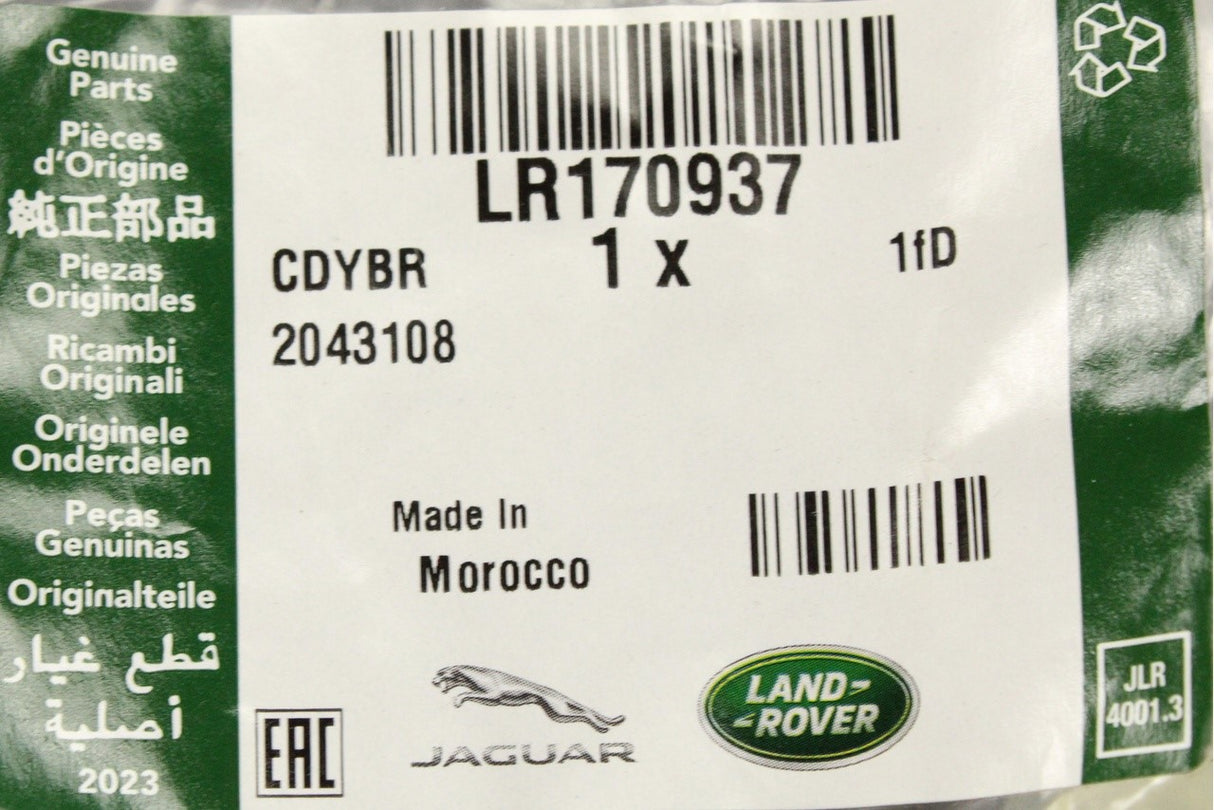 Genuine
Parts
Pièces
d'Origine
純正部品
Piezas
Originales
Ricambi
Originali
Originele
Onderdelen
Peças
Genuinas
Originalteile
قطع غيار
أصلية
2023
LR170937
CDYBR 1 x 1fD
2043108
Made In
Morocco
EAC
JAGUAR
LAND-
-ROVER
JLR
4001.3